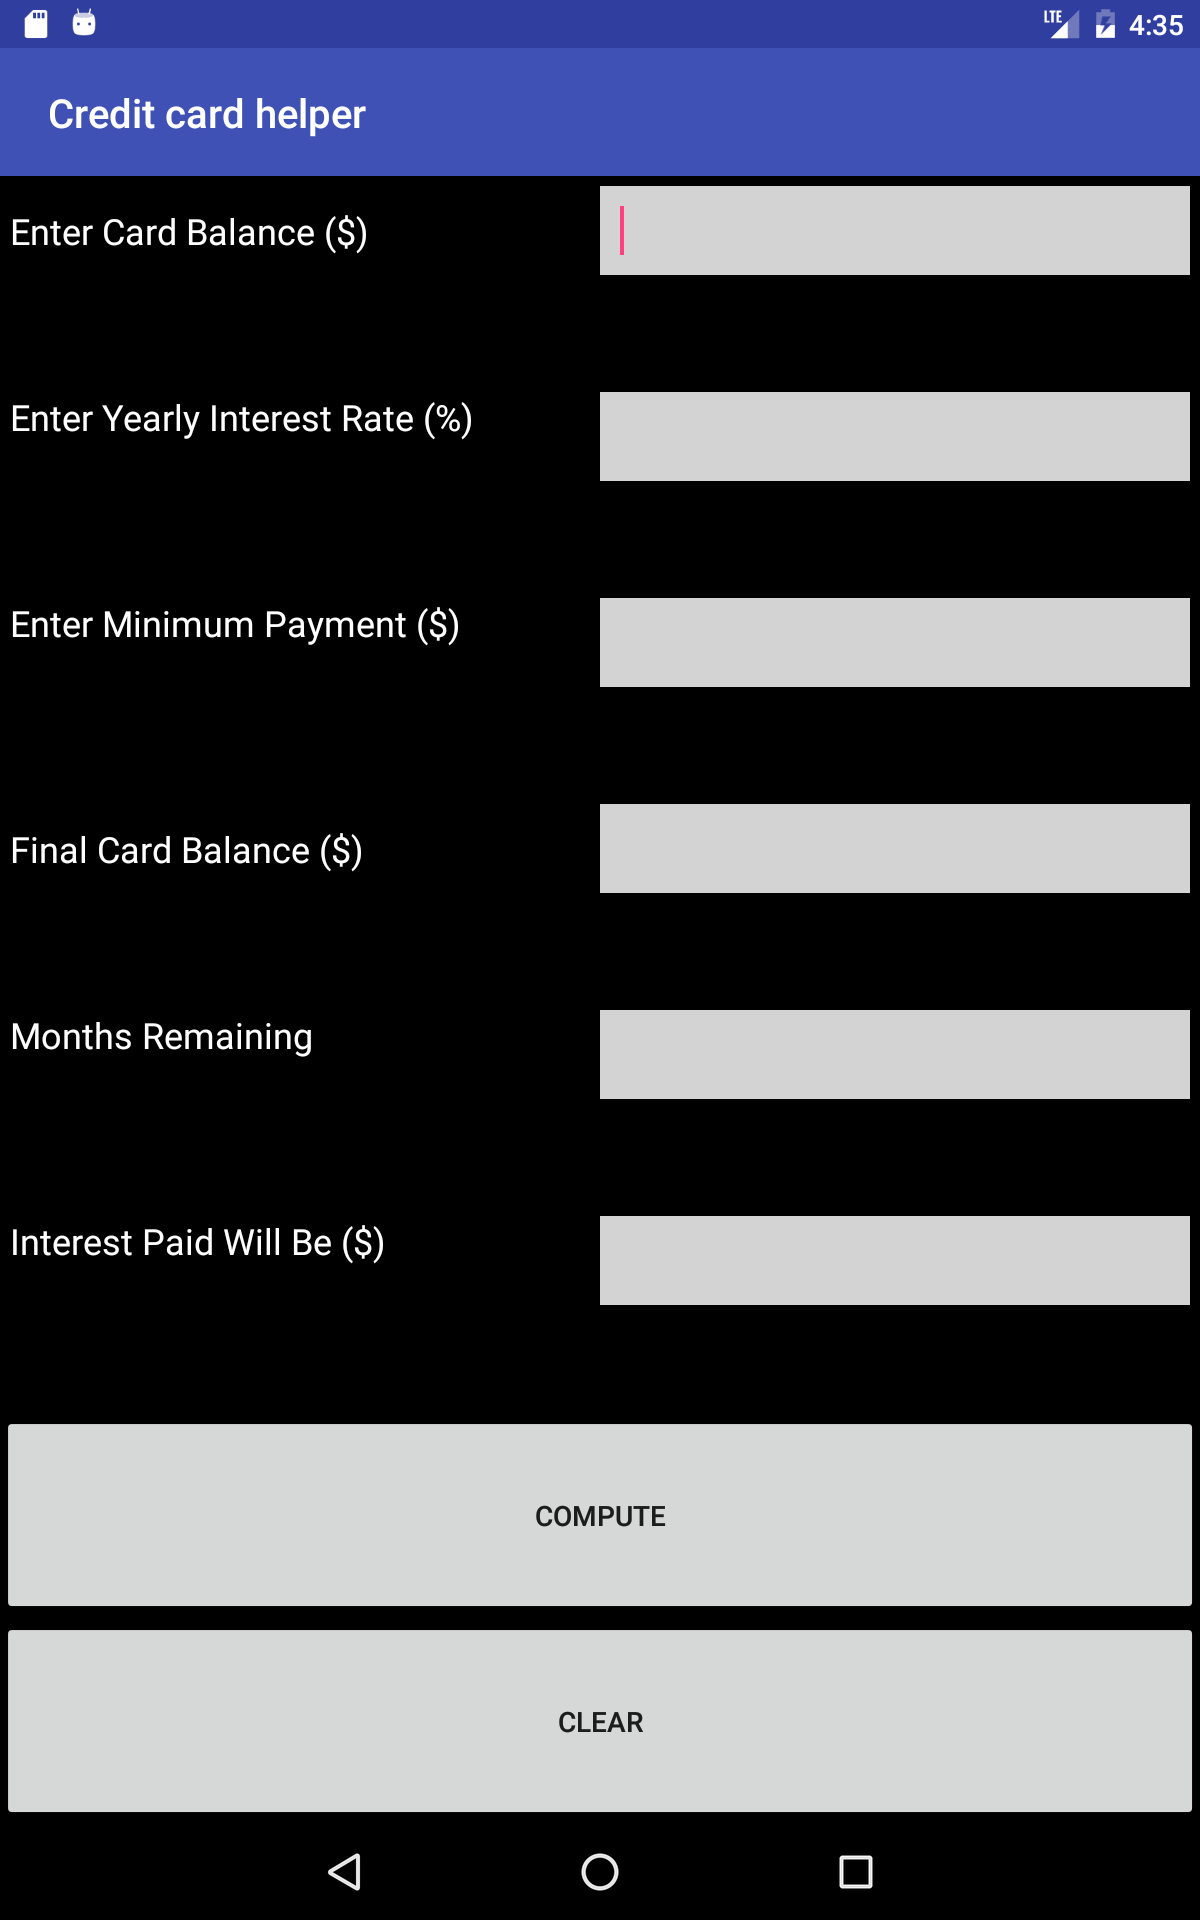 LTE 4:35
Credit card helper
Enter Card Balance ($)
Enter Yearly Interest Rate (%)
Enter Minimum Payment ($)
Final Card Balance ($)
Months Remaining
Interest Paid Will Be ($)
COMPUTE
CLEAR